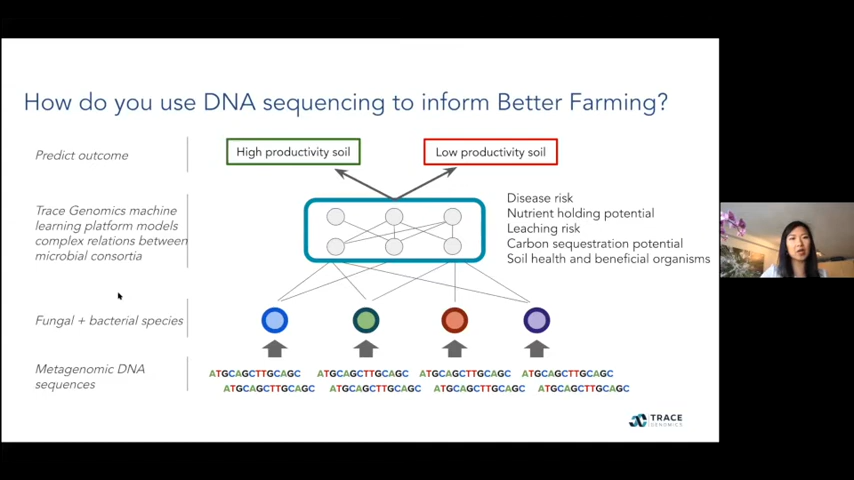 How do you use DNA sequencing to inform Better Farming?
Predict outcome
High productivity soil
Low productivity soil
Trace Genomics machine
learning platform models
complex relations between
microbial consortia
Disease risk
Nutrient holding potential
Leaching risk
Carbon sequestration potential
Soil health and beneficial organisms
Fungal + bacterial species
Metagenomic DNA
sequences
ATGCAGCTTGCAGC ATGCAGCTTGCAGC ATGCAGCTTGCAGC ATGCAGCTTGCAGC
ATGCAGCTTGCAGC ATGCAGCTTGCAGC ATGCAGCTTGCAGC ATGCAGCTTGCAGC
TRACE
GENOMICS